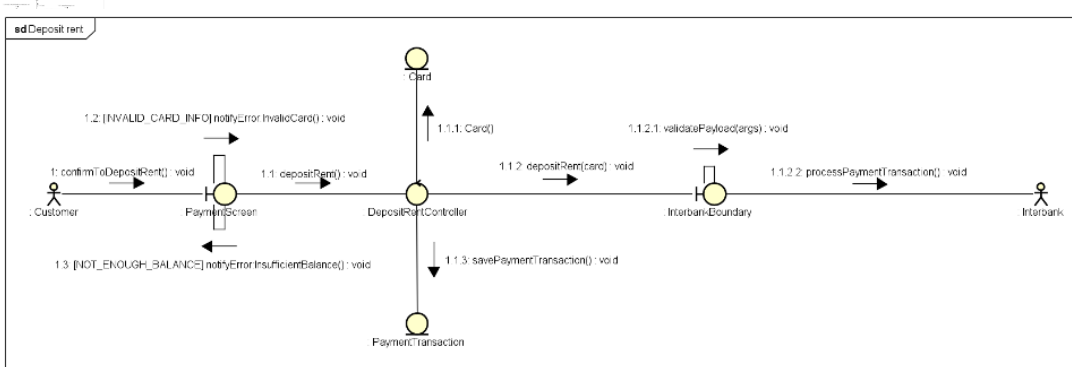 sd Deposit rent
: Card
1.2: [INVALID_CARD_INFO] notifyError:InvalidCard() : void
1.1.1: Card()
1.1.2.1: validatePayload(args) : void
1: confirmToDepositRent() : void
1.1: depositRent() : void
1.1.2: depositRent(card) : void
1.1.2.2: processPaymentTransaction() : void
: Customer
: PaymentScreen
DepositRentController
: InterbankBoundary
: Interbank
1.3: [NOT_ENOUGH_BALANCE] notifyError:InsufficientBalance() : void
1.1.3: savePaymentTransaction() : void
PaymentTransaction